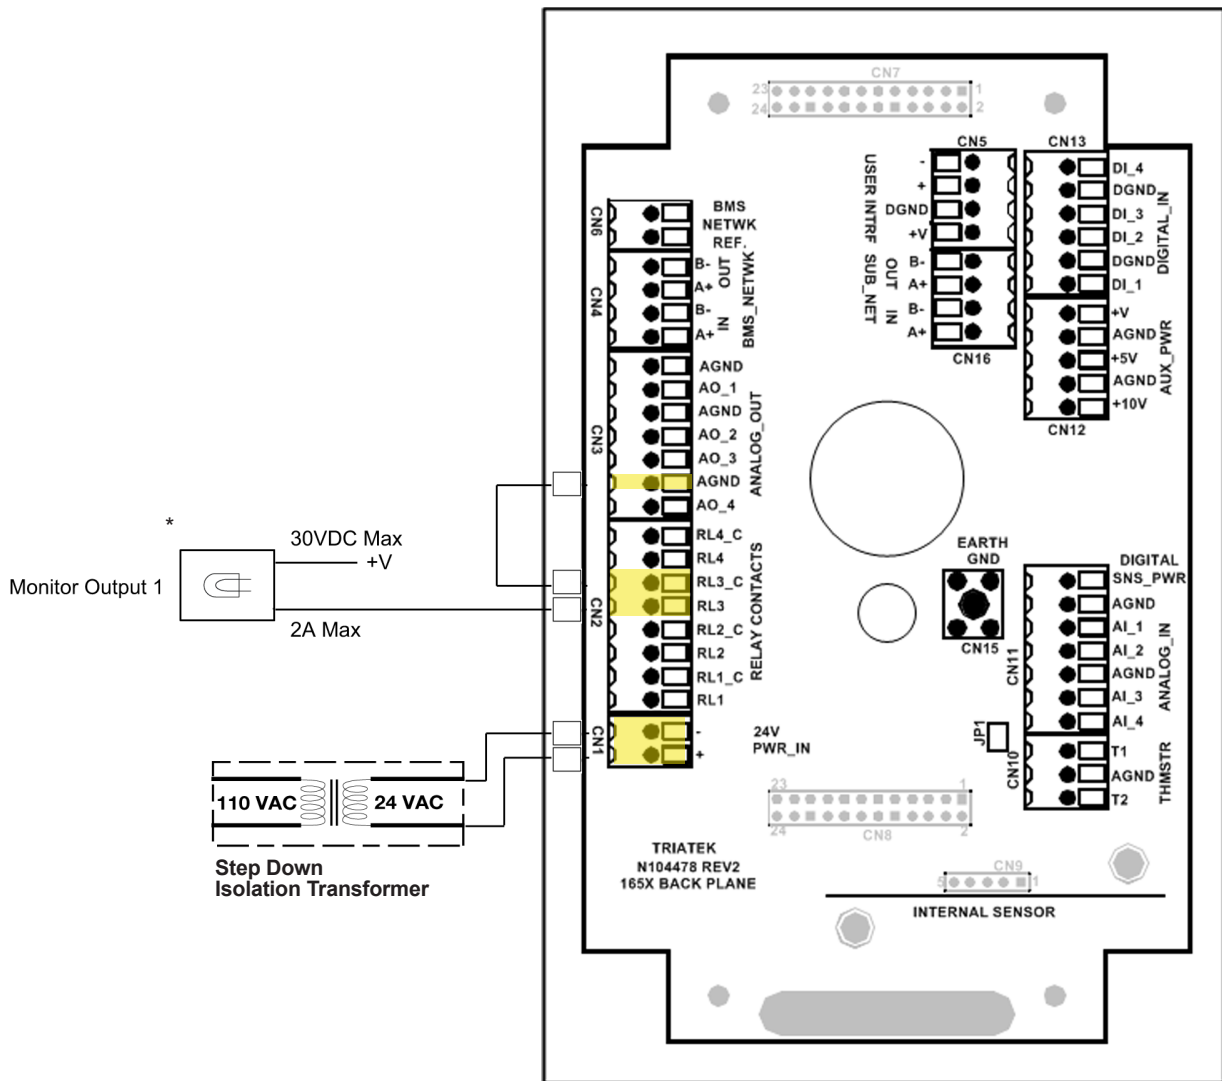 CN7
23
1
24
2
CN5
CN13
USER INTRF
-
+
DGND
+V
DI_4
DGND
DI_3
DI_2
DGND
DI_1
DIGITAL_IN
CN6
BMS
NETWK
REF.
CN4
B-
A+
B-
A+
OUT
IN
BMS_NETWK
B-
A+
B-
A+
OUT
IN
SUB_NET
CN16
+V
AGND
+5V
AGND
+10V
AUX_PWR
CN12
CN3
AGND
AO_1
AGND
AO_2
AO_3
AGND
AO_4
ANALOG_OUT
*
Monitor Output 1
30VDC Max
+V
2A Max
CN2
RL4_C
RL4
RL3_C
RL3
RL2_C
RL2
RL1_C
RL1
RELAY CONTACTS
EARTH
GND
CN15
DIGITAL
SNS_PWR
AGND
AI_1
AI_2
AGND
AI_3
AI_4
ANALOG_IN
CN11
CN1
-
+
24V
PWR_IN
JP1
CN10
T1
AGND
T2
THMSTR
110 VAC
24 VAC
Step Down
Isolation Transformer
23
1
24
2
CN8
TRIATEK
N104478 REV2
165X BACK PLANE
CN9
5
1
INTERNAL SENSOR